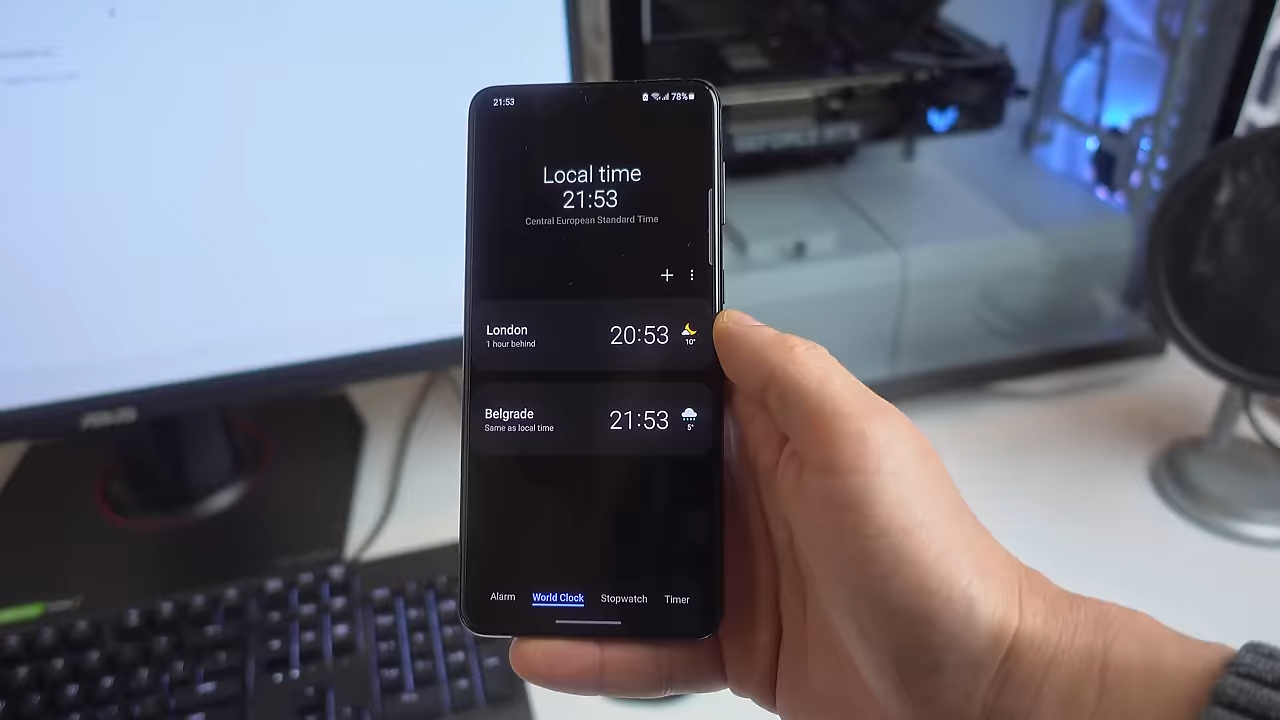 21:53
78%
Local time
21:53
Central European Standard Time
+
London
1 hour behind
20:53
10°
Belgrade
Same as local time
21:53
5°
Alarm World Clock Stopwatch Timer
ASUS